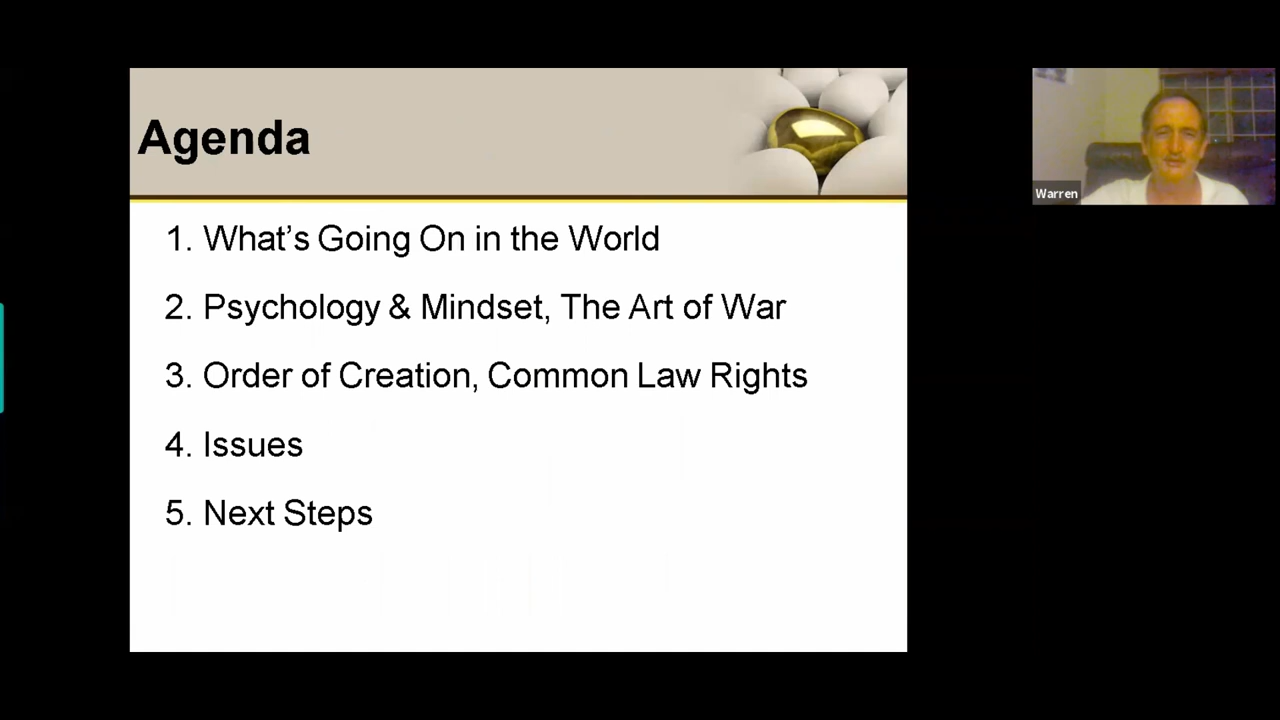 Agenda
1. What’s Going On in the World
2. Psychology & Mindset, The Art of War
3. Order of Creation, Common Law Rights
4. Issues
5. Next Steps
Warren